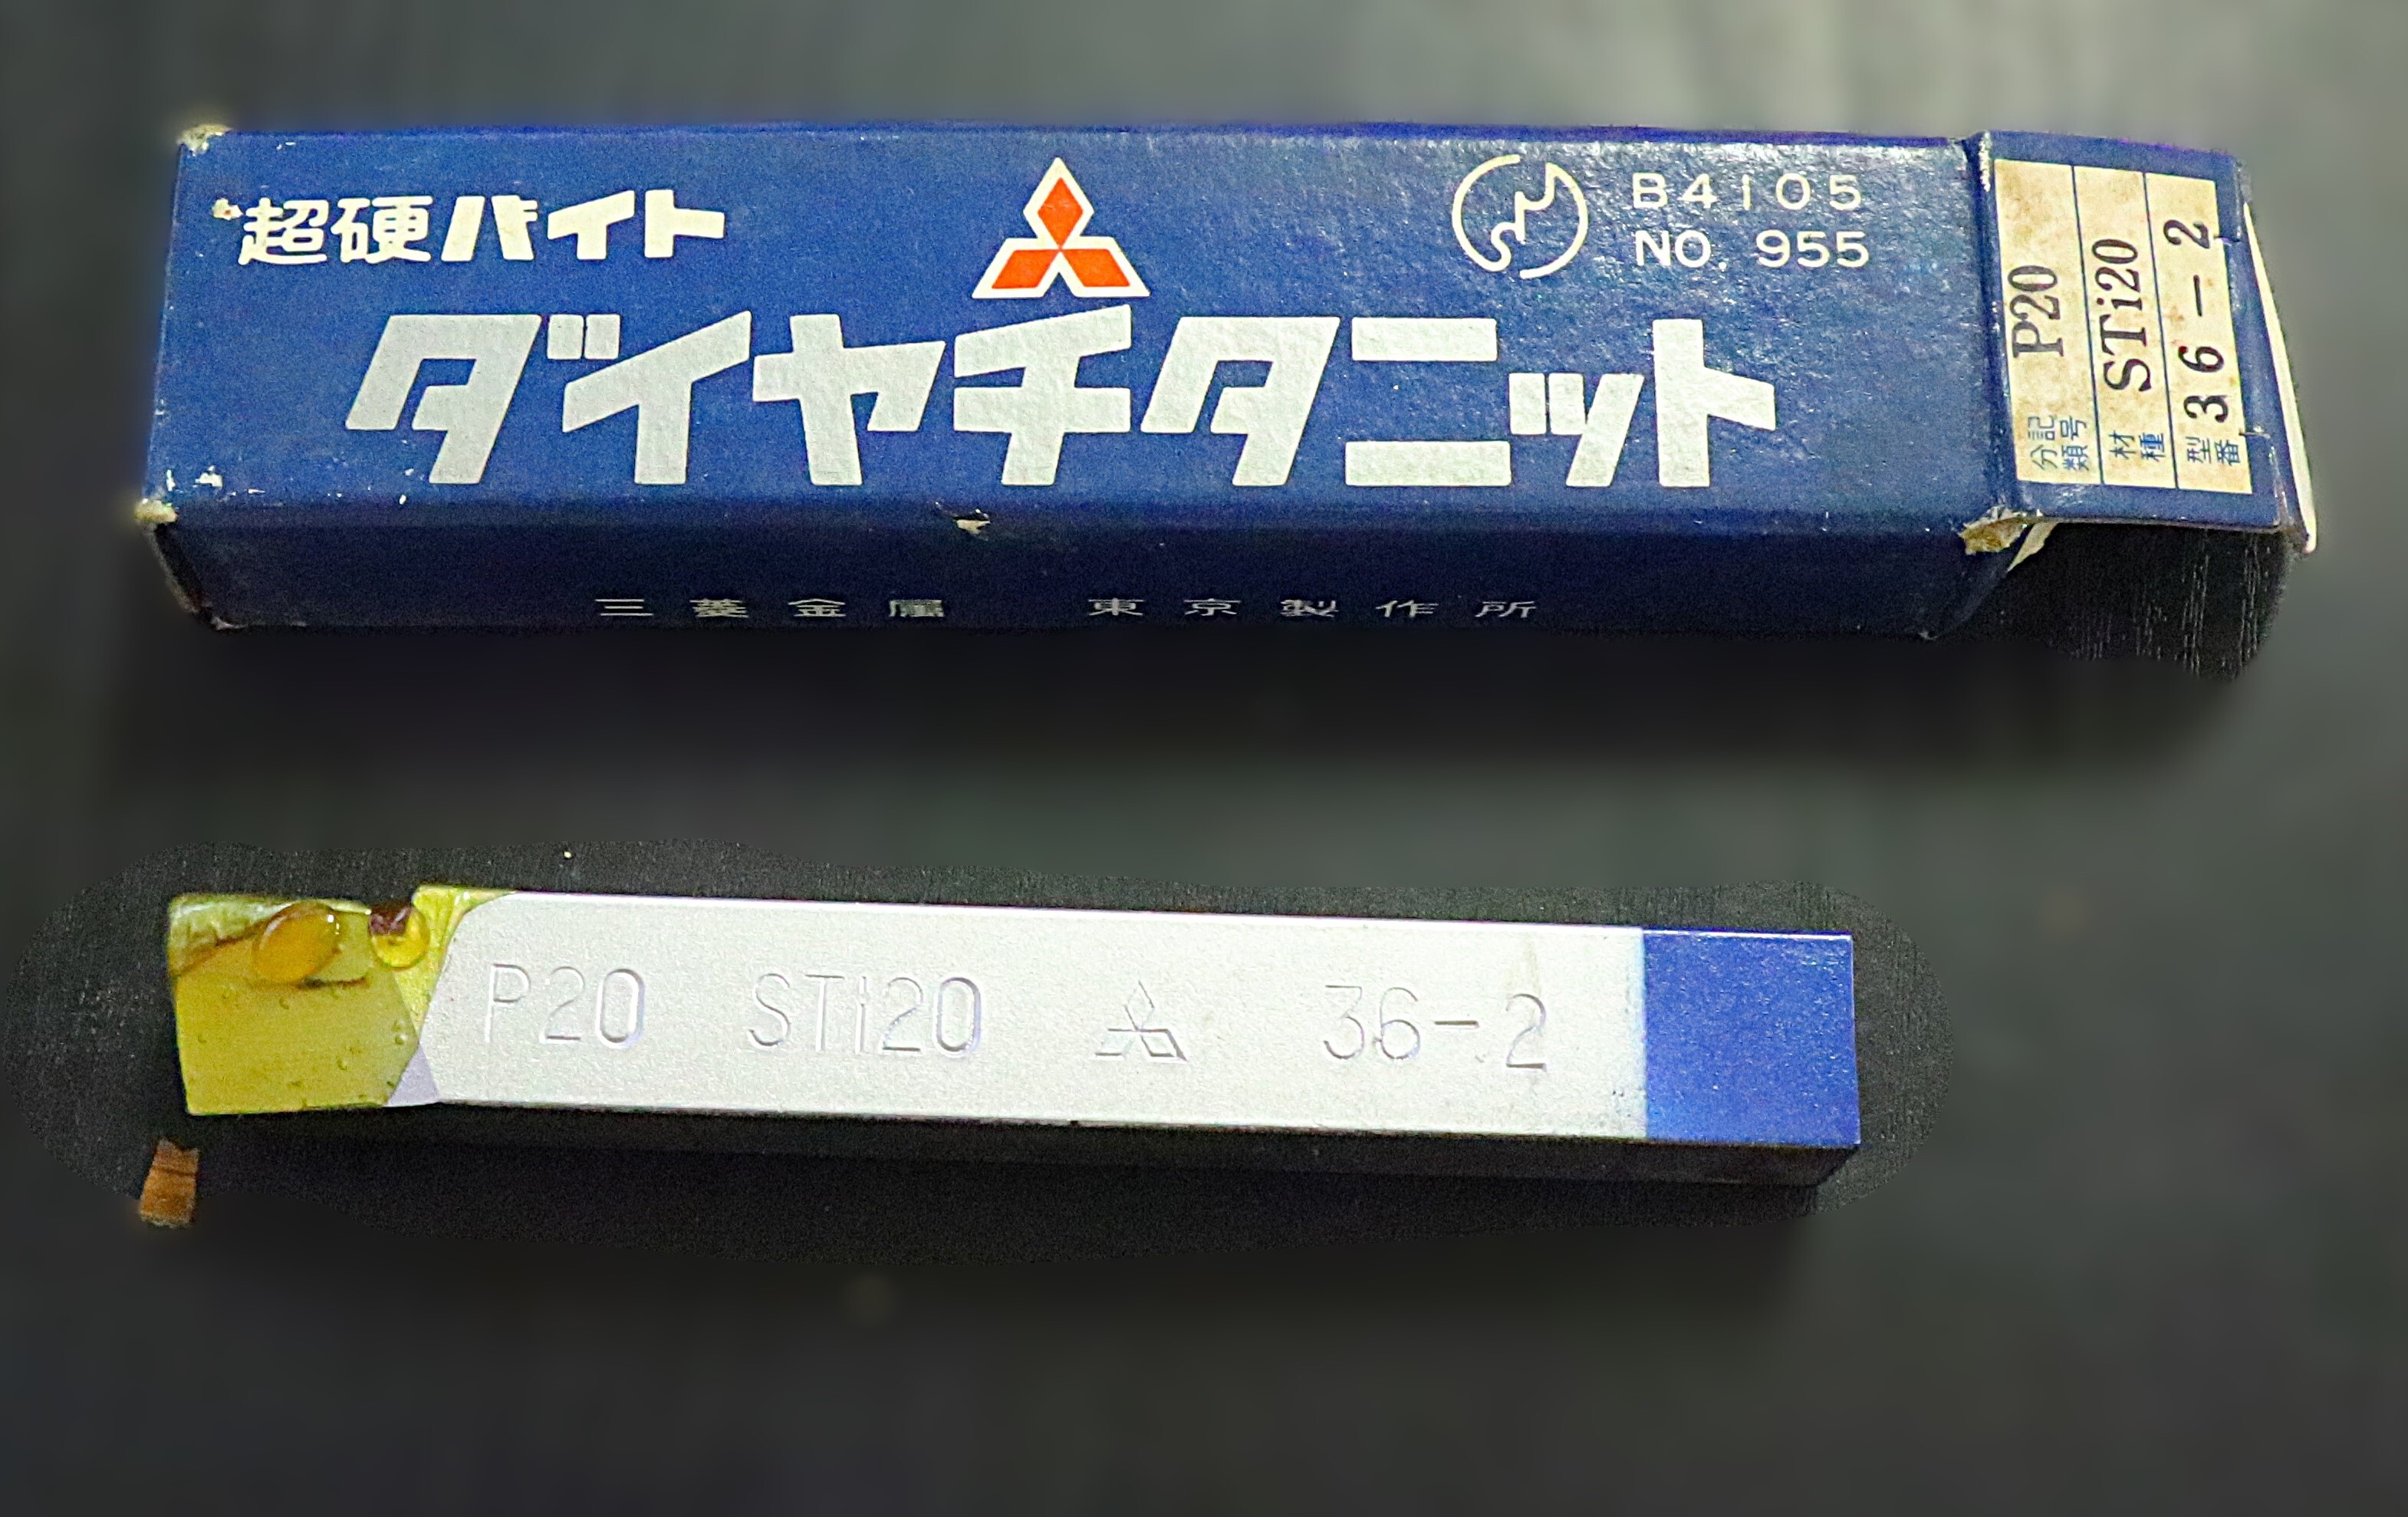 超硬バイト
B4105
NO. 955
ダイヤチタニット
三菱金属 東京製作所
分類記号 P20
材種 STi20
型番 36-2
P20 STi20 36-2